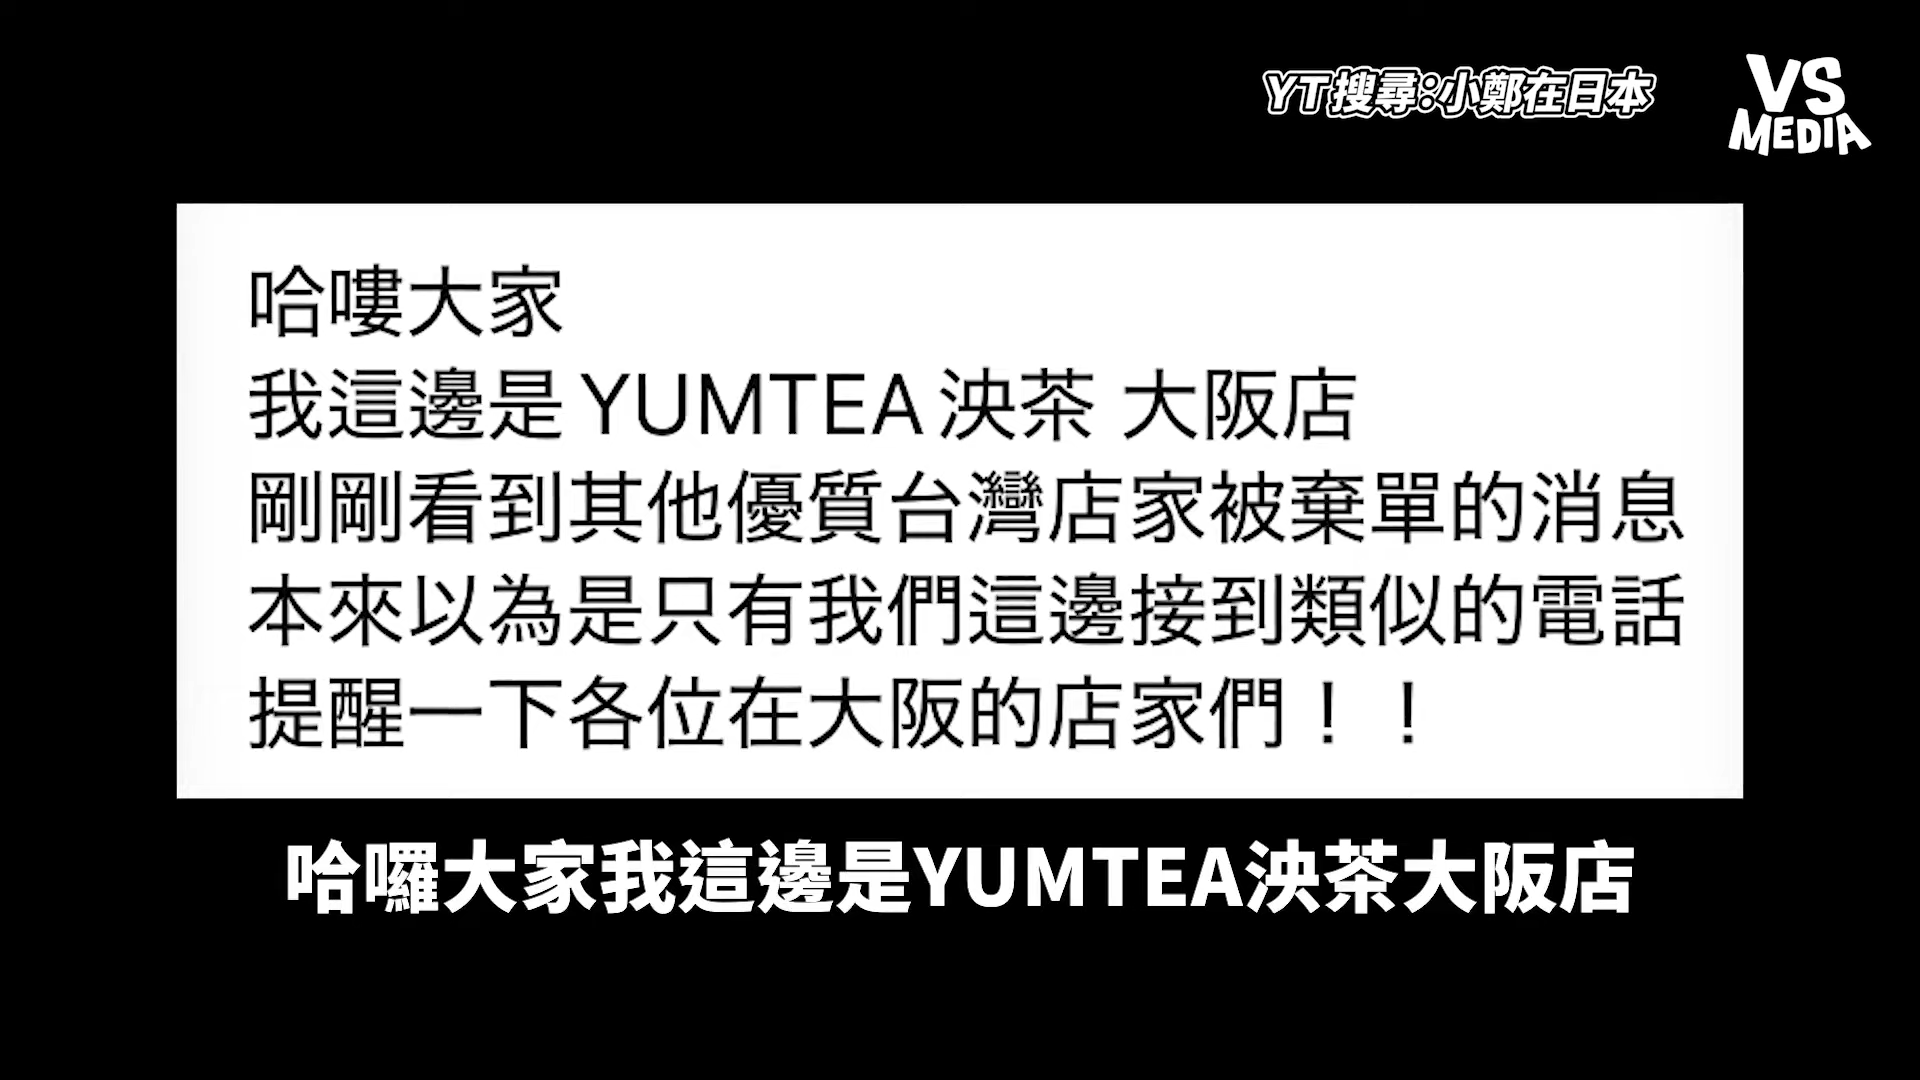 YT搜尋:小鄭在日本
VS
MEDIA
哈嘍大家
我這邊是 YUMTEA 泱茶 大阪店
剛剛看到其他優質台灣店家被棄單的消息
本來以為是只有我們這邊接到類似的電話
提醒一下各位在大阪的店家們！！
哈囉大家我這邊是YUMTEA泱茶大阪店